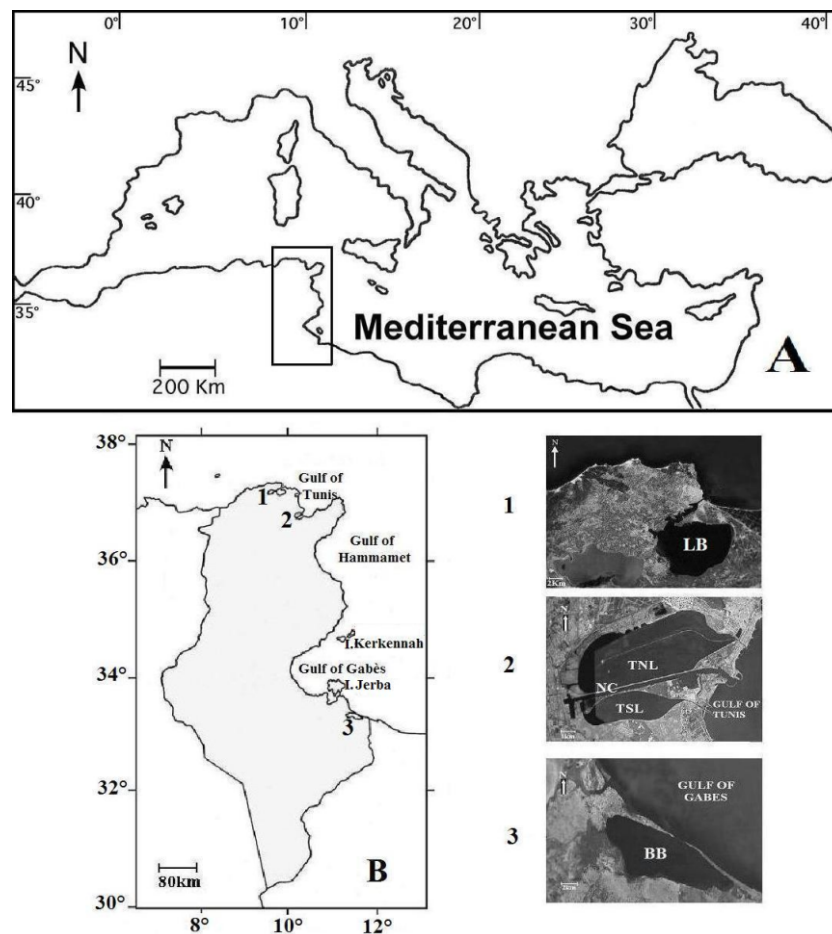 0° 10° 20° 30° 40°
N
45°
40°
35°
Mediterranean Sea
200 Km
A
38°
36°
34°
32°
30°
8° 10° 12°
N
Gulf of
Tunis
1
2
Gulf of
Hammamet
I.Kerkennah
Gulf of Gabès
I.Jerba
3
80km
B
1
N
LB
2Km
2
N
TNL
NC
TSL
GULF OF
TUNIS
3
N
GULF OF
GABES
BB